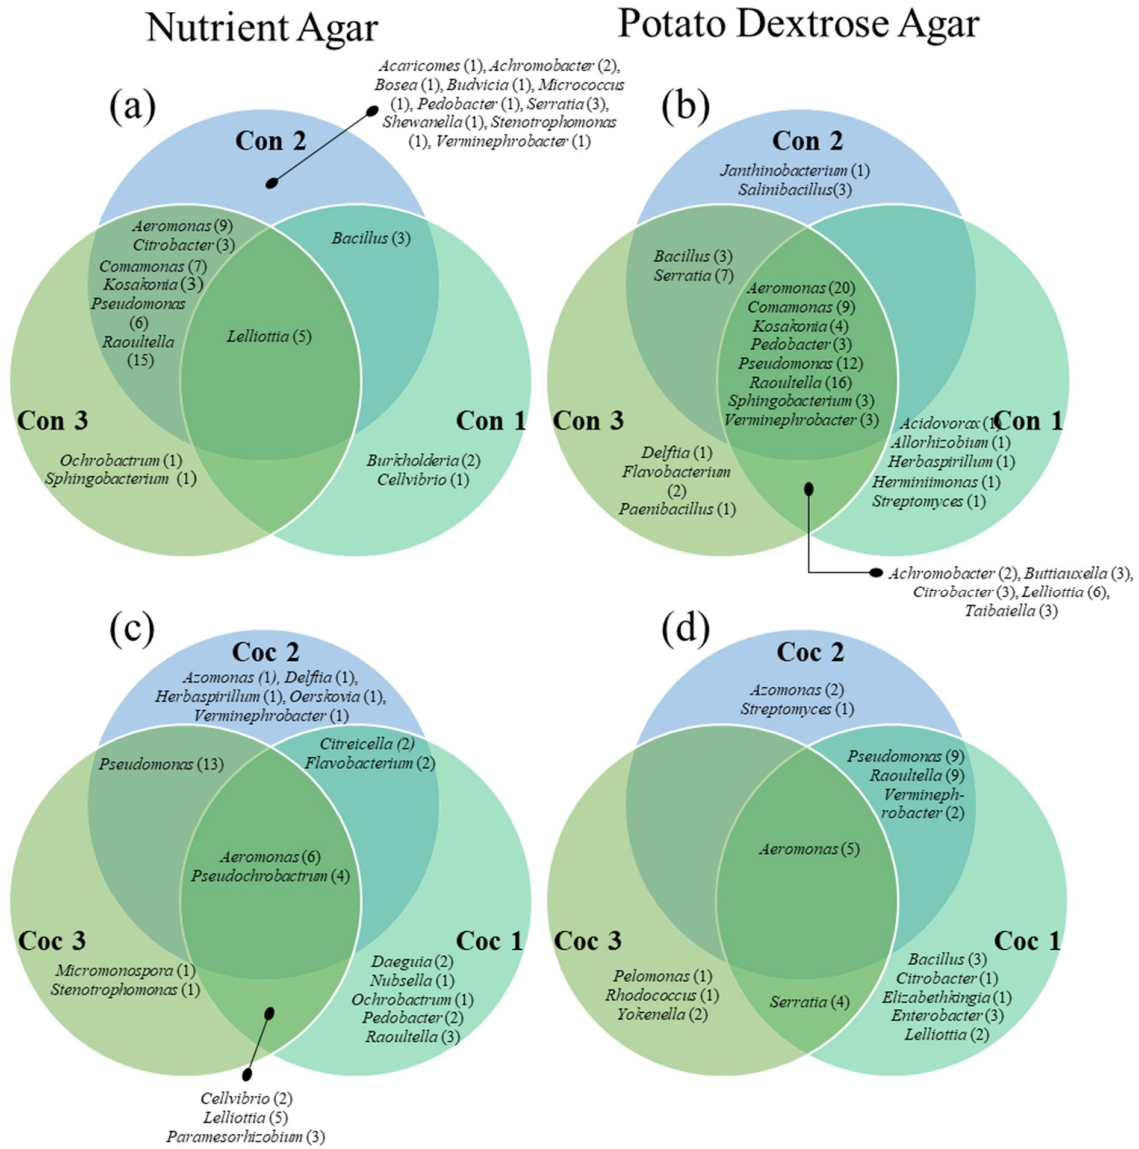 Nutrient Agar
Potato Dextrose Agar
(a)
Acaricomes (1), Achromobacter (2),
Bosea (1), Budvicia (1), Micrococcus
(1), Pedobacter (1), Serratia (3),
Shewanella (1), Stenotrophomonas
(1), Verminephrobacter (1)
Con 2
Aeromonas (9)
Citrobacter (3)
Comamonas (7)
Kosakonia (3)
Pseudomonas
(6)
Raoultella
(15)
Bacillus (3)
Lelliottia (5)
Con 3
Con 1
Ochrobactrum (1)
Sphingobacterium (1)
Burkholderia (2)
Cellvibrio (1)
(b)
Con 2
Janthinobacterium (1)
Salinibacillus(3)
Bacillus (3)
Serratia (7)
Aeromonas (20)
Comamonas (9)
Kosakonia (4)
Pedobacter (3)
Pseudomonas (12)
Raoultella (16)
Sphingobacterium (3)
Verminephrobacter (3)
Con 3
Con 1
Delftia (1)
Flavobacterium
(2)
Paenibacillus (1)
Acidovorax (1)
Allorhizobium (1)
Herbaspirillum (1)
Herminiimonas (1)
Streptomyces (1)
Achromobacter (2), Buttiauxella (3),
Citrobacter (3), Lelliottia (6),
Taibaiella (3)
(c)
Coc 2
Azomonas (1), Delftia (1),
Herbaspirillum (1), Oerskovia (1),
Verminephrobacter (1)
Pseudomonas (13)
Citreicella (2)
Flavobacterium (2)
Aeromonas (6)
Pseudochrobactrum (4)
Coc 3
Coc 1
Micromonospora (1)
Stenotrophomonas (1)
Daeguia (2)
Nubsella (1)
Ochrobactrum (1)
Pedobacter (2)
Raoultella (3)
Cellvibrio (2)
Lelliottia (5)
Paramesorhizobium (3)
(d)
Coc 2
Azomonas (2)
Streptomyces (1)
Pseudomonas (9)
Raoultella (9)
Vermineph-
robacter (2)
Aeromonas (5)
Coc 3
Coc 1
Pelomonas (1)
Rhodococcus (1)
Yokenella (2)
Serratia (4)
Bacillus (3)
Citrobacter (1)
Elizabethkingia (1)
Enterobacter (3)
Lelliottia (2)